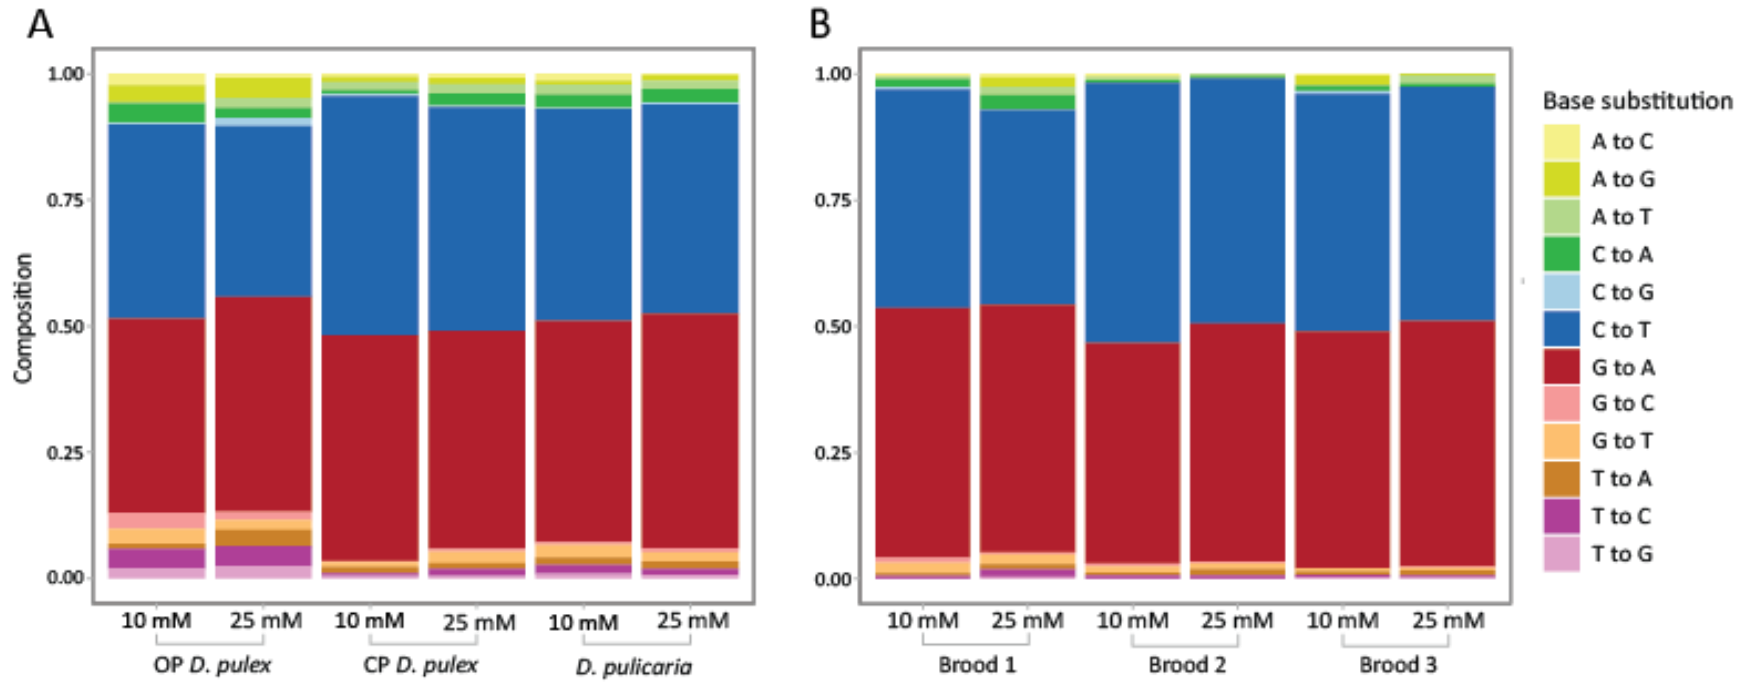 A
B
Composition
1.00
0.75
0.50
0.25
0.00
10 mM 25 mM 10 mM 25 mM 10 mM 25 mM
OP D. pulex CP D. pulex D. pulicaria
1.00
0.75
0.50
0.25
0.00
10 mM 25 mM 10 mM 25 mM 10 mM 25 mM
Brood 1 Brood 2 Brood 3
Base substitution
A to C
A to G
A to T
C to A
C to G
C to T
G to A
G to C
G to T
T to A
T to C
T to G